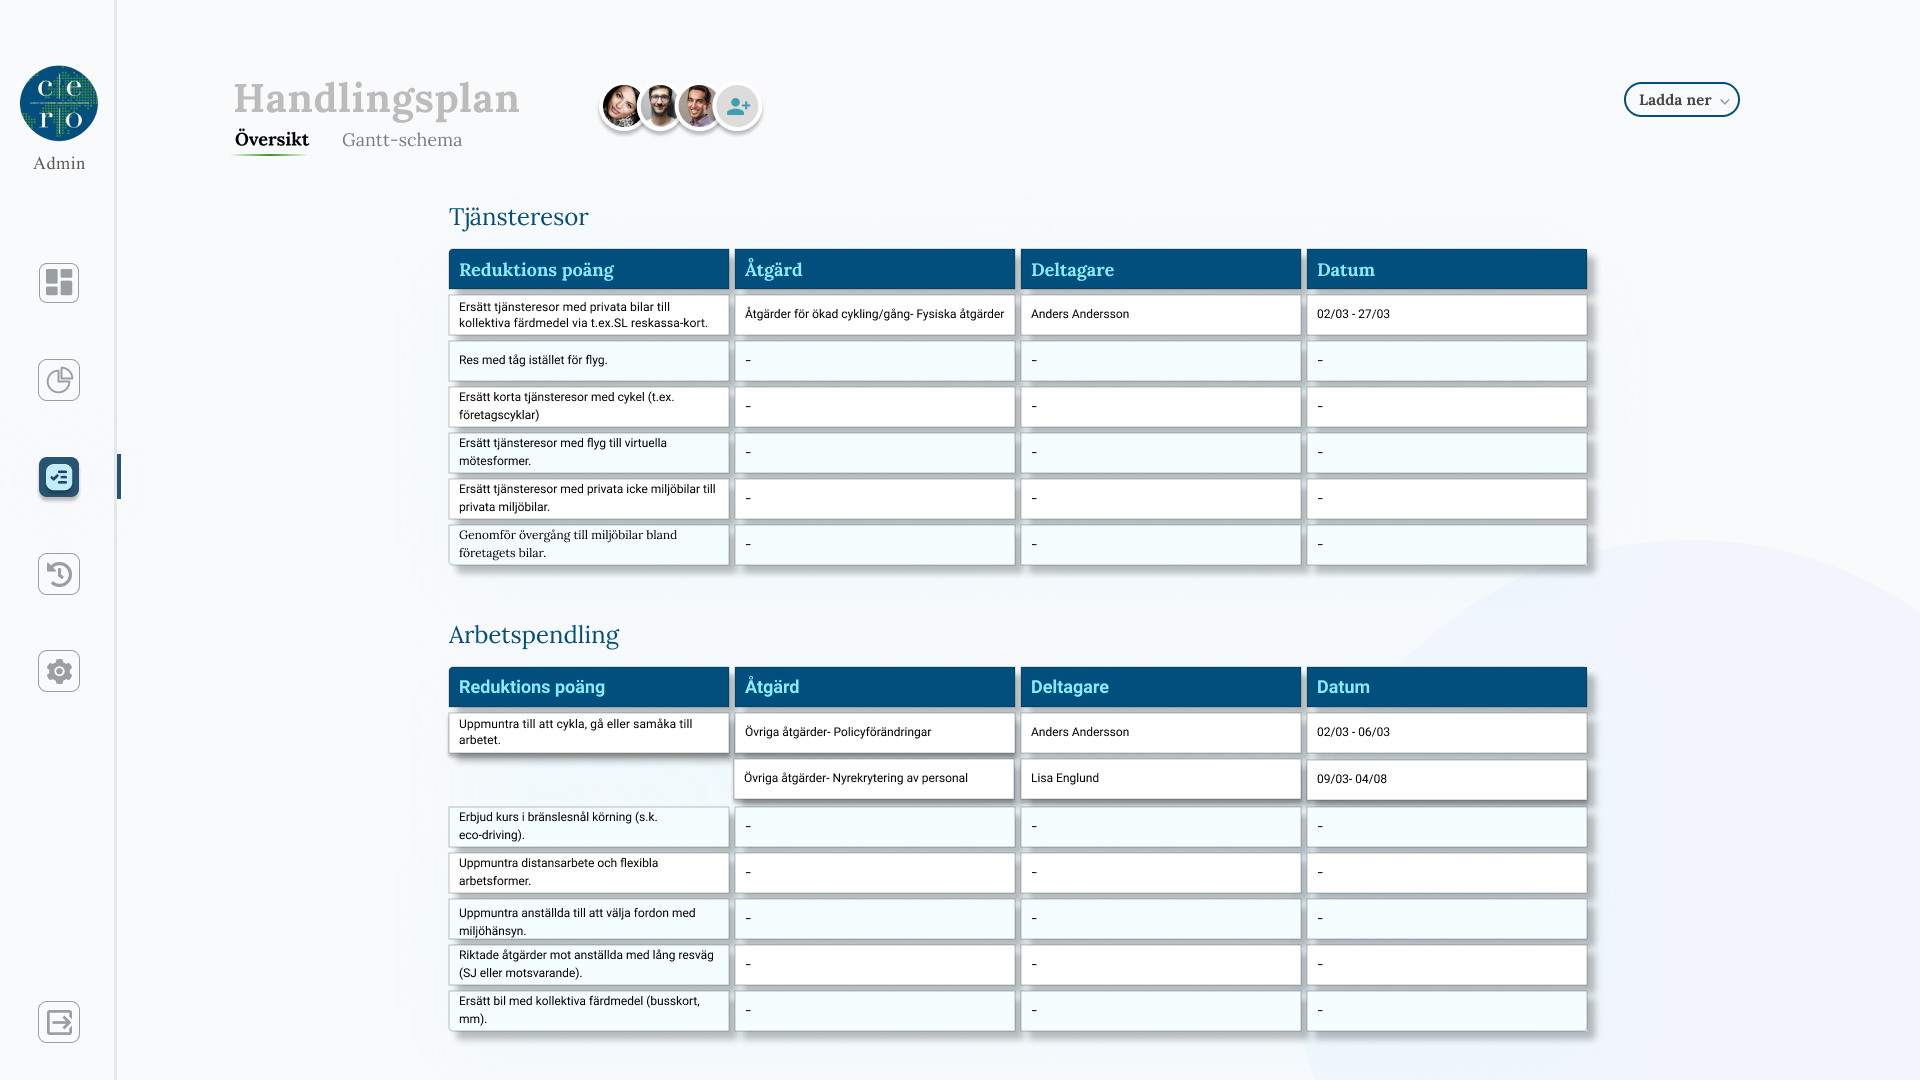 c e
r o
Admin
Handlingsplan
Översikt
Gantt-schema
Ladda ner
Tjänsteresor
Reduktions poäng
Åtgärd
Deltagare
Datum
Ersätt tjänsteresor med privata bilar till
kollektiva färdmedel via t.ex.SL reskassa-kort.
Åtgärder för ökad cykling/gång- Fysiska åtgärder
Anders Andersson
02/03 - 27/03
Res med tåg istället för flyg.
-
-
-
Ersätt korta tjänsteresor med cykel (t.ex.
företagscyklar)
-
-
-
Ersätt tjänsteresor med flyg till virtuella
mötesformer.
-
-
-
Ersätt tjänsteresor med privata icke miljöbilar till
privata miljöbilar.
-
-
-
Genomför övergång till miljöbilar bland
företagets bilar.
-
-
-
Arbetspendling
Reduktions poäng
Åtgärd
Deltagare
Datum
Uppmuntra till att cykla, gå eller samåka till
arbetet.
Övriga åtgärder- Policyförändringar
Anders Andersson
02/03 - 06/03
Övriga åtgärder- Nyrekrytering av personal
Lisa Englund
09/03- 04/08
Erbjud kurs i bränslesnål körning (s.k.
eco-driving).
-
-
-
Uppmuntra distansarbete och flexibla
arbetsformer.
-
-
-
Uppmuntra anställda till att välja fordon med
miljöhänsyn.
-
-
-
Riktade åtgärder mot anställda med lång resväg
(SJ eller motsvarande).
-
-
-
Ersätt bil med kollektiva färdmedel (busskort,
mm).
-
-
-